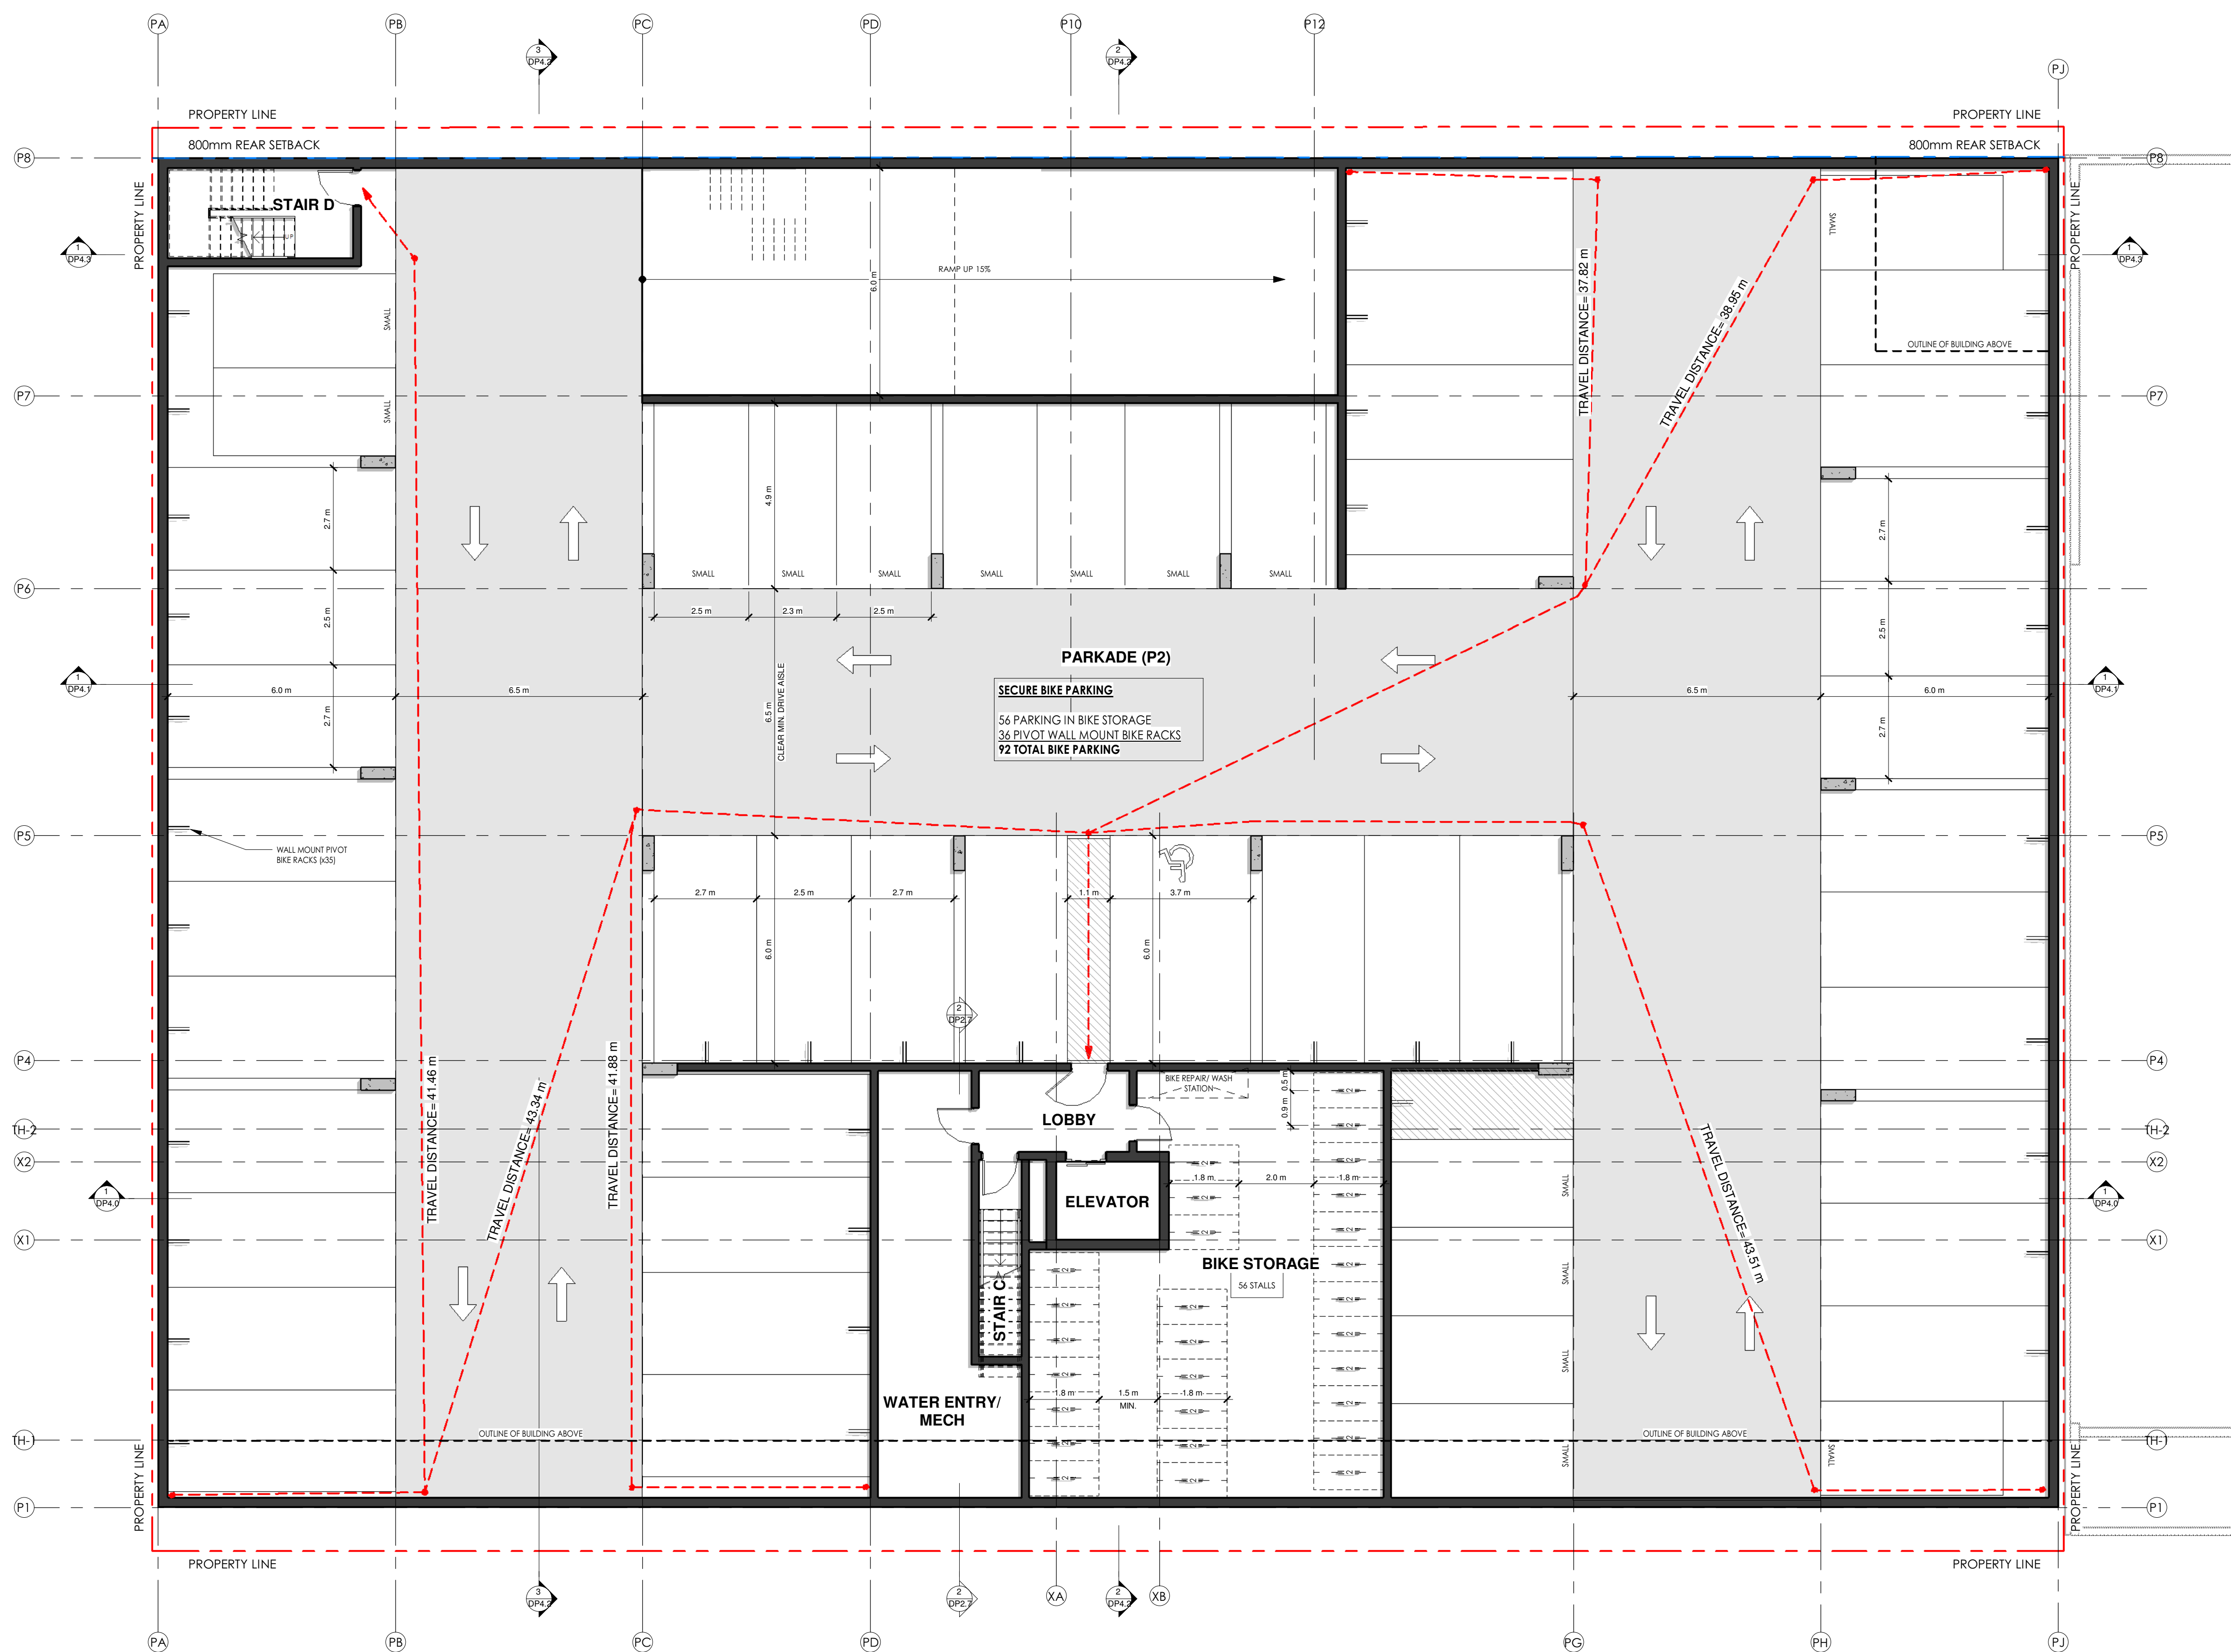 PA
PB
PC
PD
P10
P12
PJ
3
DP4.2
2
DP4.2
PROPERTY LINE
PROPERTY LINE
800mm REAR SETBACK
800mm REAR SETBACK
P8
P8
PROPERTY LINE
PROPERTY LINE
STAIR D
UP
1
DP4.3
1
DP4.3
RAMP UP 15%
6.0 m
SMALL
SMALL
SMALL
TRAVEL DISTANCE= 37.82 m
TRAVEL DISTANCE= 38.95 m
OUTLINE OF BUILDING ABOVE
P7
P7
4.9 m
2.7 m
2.7 m
SMALL
SMALL
SMALL
SMALL
SMALL
SMALL
SMALL
P6
P6
2.5 m
2.3 m
2.5 m
2.5 m
2.5 m
PARKADE (P2)
1
DP4.1
1
DP4.1
6.0 m
6.5 m
6.5 m
6.0 m
2.7 m
2.7 m
6.5 m
CLEAR MIN. DRIVE AISLE
SECURE BIKE PARKING
56 PARKING IN BIKE STORAGE
36 PIVOT WALL MOUNT BIKE RACKS
92 TOTAL BIKE PARKING
P5
P5
WALL MOUNT PIVOT
BIKE RACKS (x35)
2.7 m
2.5 m
2.7 m
1.1 m
3.7 m
6.0 m
6.0 m
2
DP2.7
P4
P4
TRAVEL DISTANCE= 41.46 m
TRAVEL DISTANCE= 43.34 m
TRAVEL DISTANCE= 41.88 m
BIKE REPAIR/ WASH
STATION
0.5 m
0.9 m
LOBBY
TH-2
TH-2
X2
X2
TRAVEL DISTANCE= 43.51 m
1.8 m
2.0 m
1.8 m
1
DP4.0
1
DP4.0
ELEVATOR
SMALL
X1
X1
BIKE STORAGE
56 STALLS
SMALL
STAIR C
SMALL
WATER ENTRY/
MECH
1.8 m
1.5 m
MIN.
1.8 m
OUTLINE OF BUILDING ABOVE
OUTLINE OF BUILDING ABOVE
TH-1
TH-1
SMALL
SMALL
PROPERTY LINE
PROPERTY LINE
P1
P1
PROPERTY LINE
PROPERTY LINE
3
DP4.2
2
DP2.7
XA
2
DP4.2
XB
PA
PB
PC
PD
PG
PH
PJ